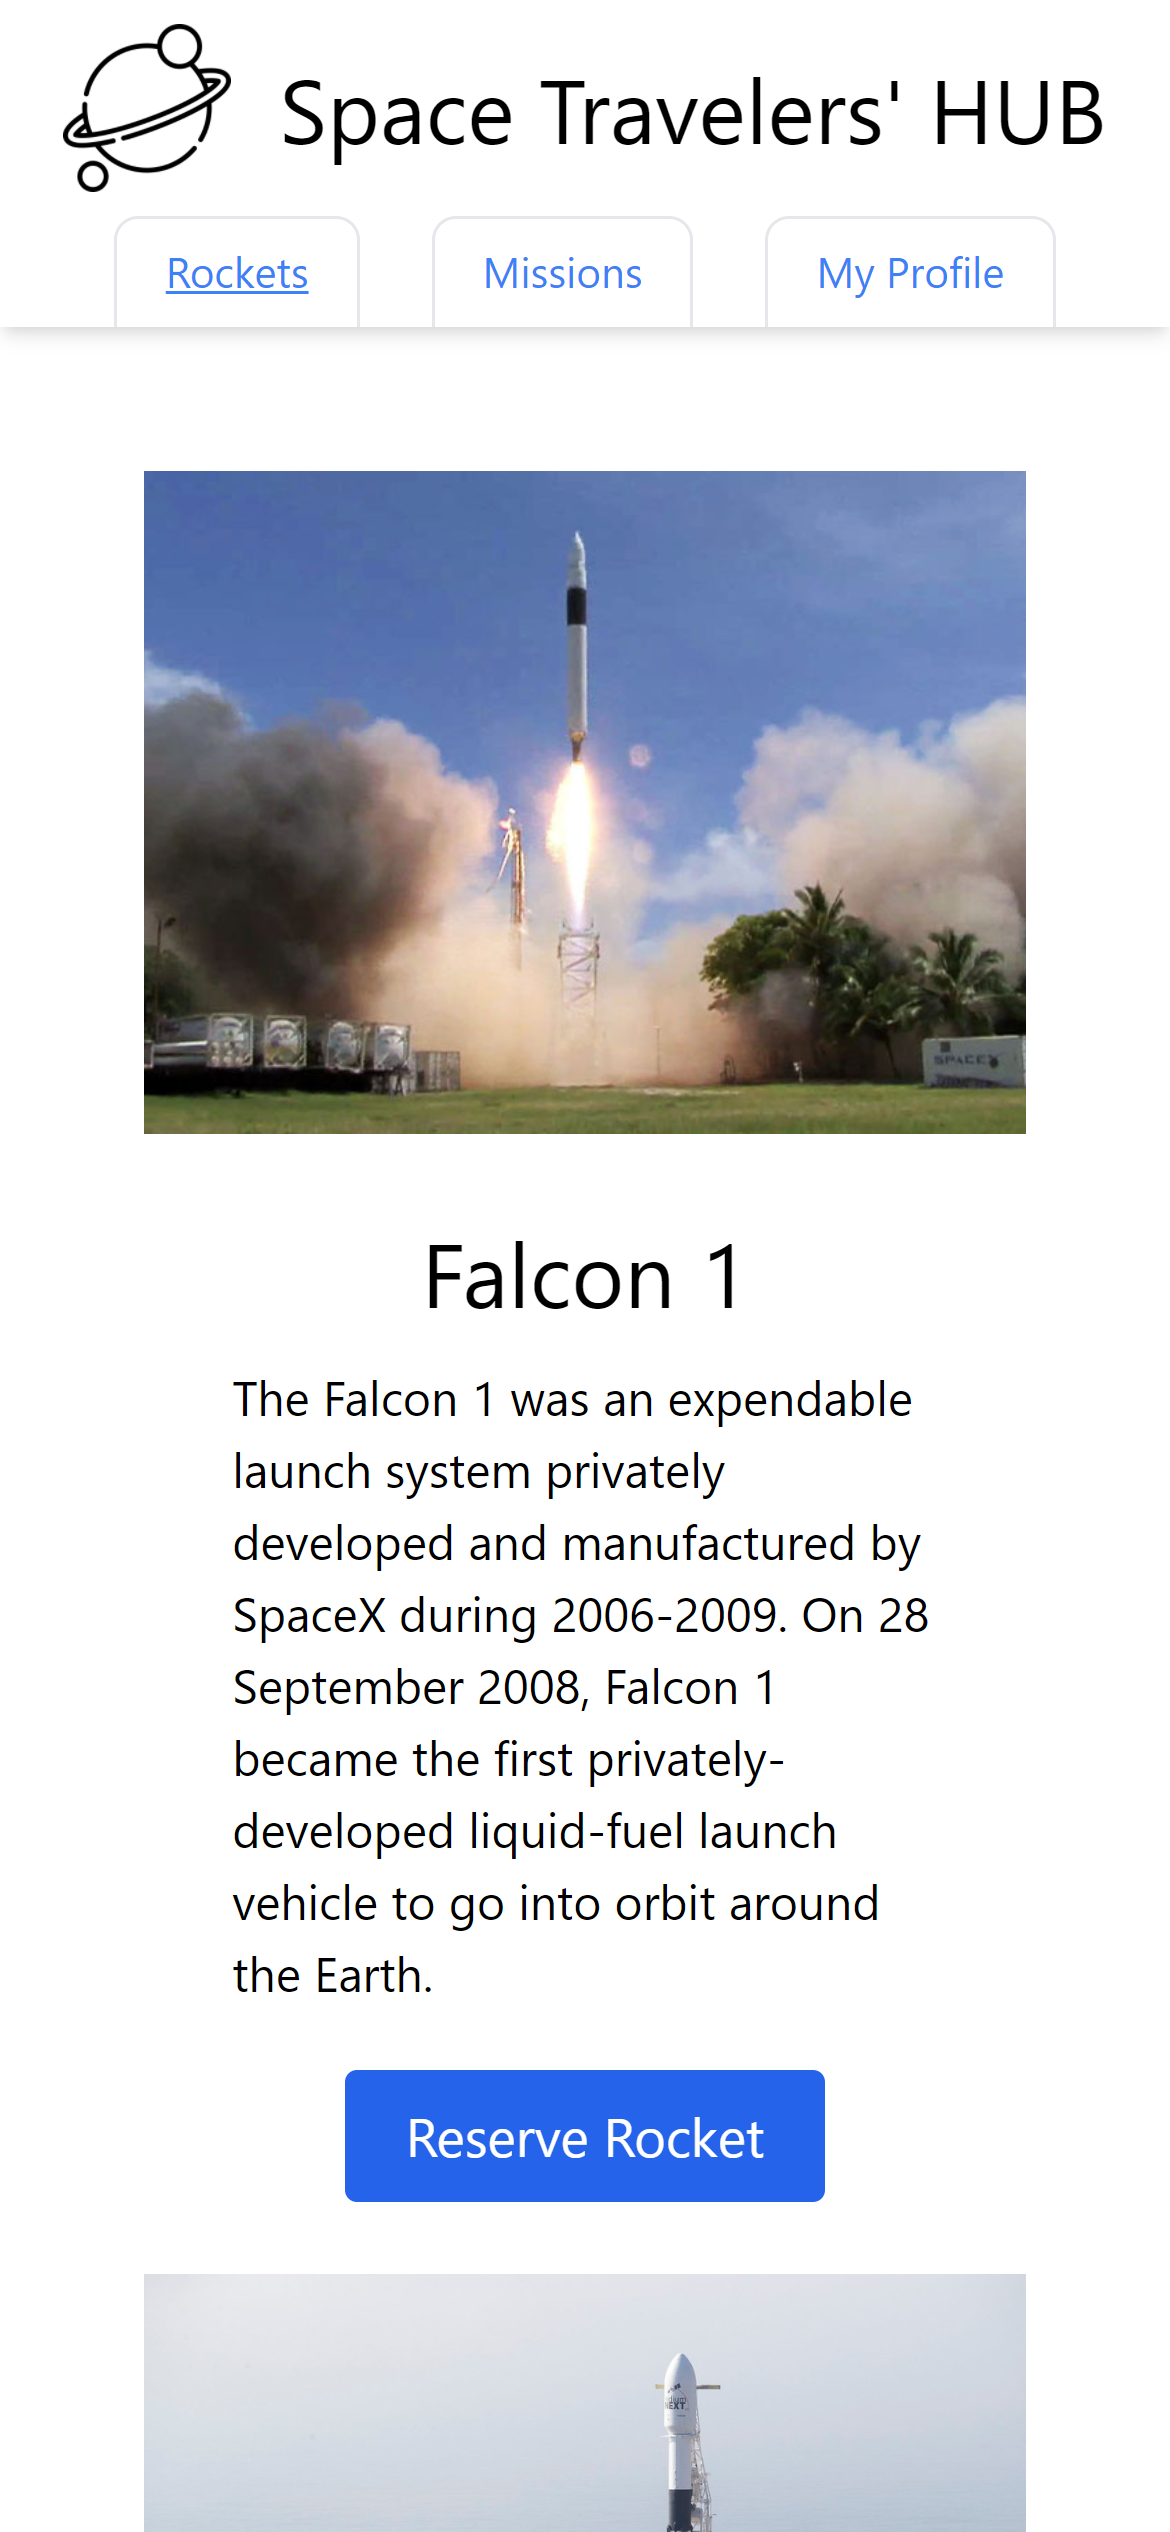 Space Travelers' HUB
Rockets
Missions
My Profile
SPACEX
Falcon 1
The Falcon 1 was an expendable
launch system privately
developed and manufactured by
SpaceX during 2006-2009. On 28
September 2008, Falcon 1
became the first privately-
developed liquid-fuel launch
vehicle to go into orbit around
the Earth.
Reserve Rocket
NEXT